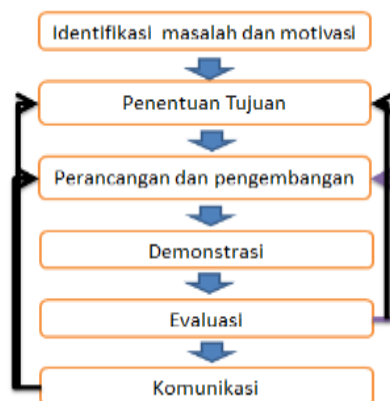 Identifikasi masalah dan motivasi
Penentuan Tujuan
Perancangan dan pengembangan
Demonstrasi
Evaluasi
Komunikasi